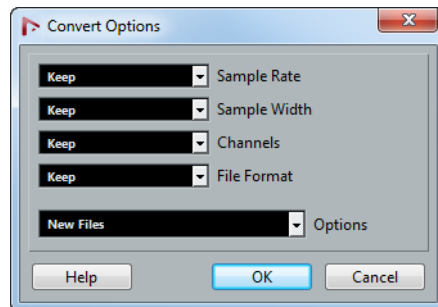 Convert Options
Keep Sample Rate
Keep Sample Width
Keep Channels
Keep File Format
New Files Options
Help OK Cancel